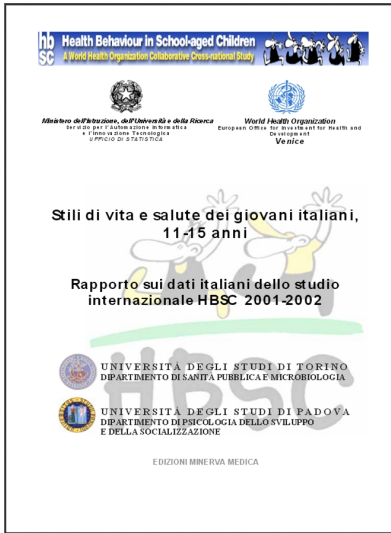 hb
SC
Health Behaviour in School-aged Children
A World Health Organization Collaborative Cross-national Study
Ministero dell'Istruzione, dell'Università e della Ricerca
Servizio per l'Automazione Informatica
e l'Innovazione Tecnologica
UFFICIO DI STATISTICA
World Health Organization
European Office for Investment for Health and
Development
Venice
Stili di vita e salute dei giovani italiani,
11-15 anni
Rapporto sui dati italiani dello studio
internazionale HBSC 2001-2002
HBSC
UNIVERSITÀ DEGLI STUDI DI TORINO
DIPARTIMENTO DI SANITÀ PUBBLICA E MICROBIOLOGIA
UNIVERSITÀ DEGLI STUDI DI PADOVA
DIPARTIMENTO DI PSICOLOGIA DELLO SVILUPPO
E DELLA SOCIALIZZAZIONE
EDIZIONI MINERVA MEDICA